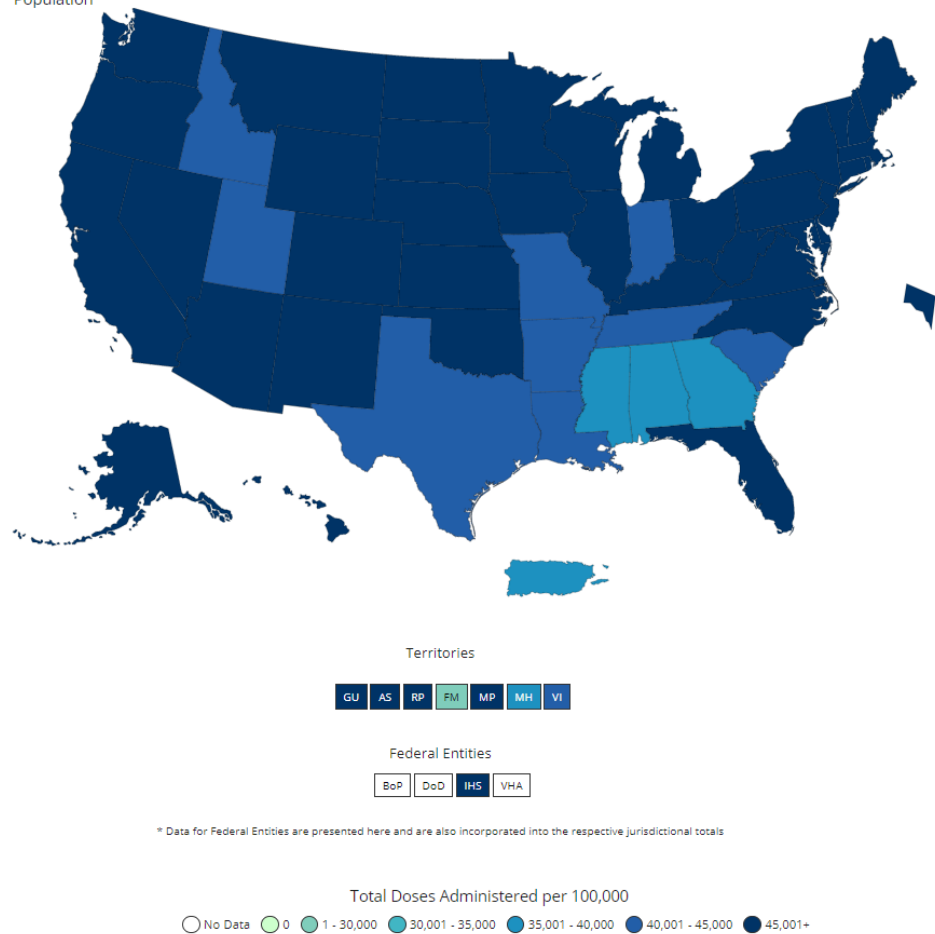 Population
Territories
GU AS RP FM MP MH VI
Federal Entities
BoP DoD IHS VHA
* Data for Federal Entities are presented here and are also incorporated into the respective jurisdictional totals
Total Doses Administered per 100,000
No Data 0 1 - 30,000 30,001 - 35,000 35,001 - 40,000 40,001 - 45,000 45,001+